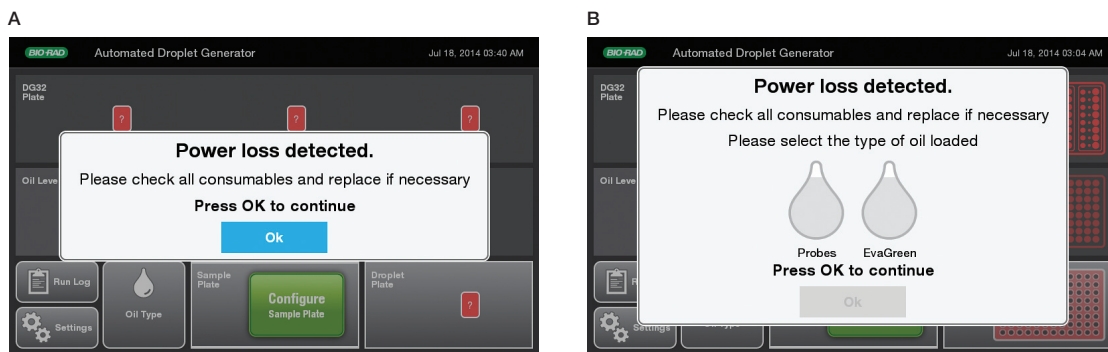 A
BIO-RAD Automated Droplet Generator Jul 18, 2014 03:40 AM
DG32
Plate
? ? ?
Power loss detected.
Please check all consumables and replace if necessary
Press OK to continue
Ok
Oil Leve
Run Log
Settings
Oil Type
Sample
Plate
Configure
Sample Plate
Droplet
Plate
?
B
BIO-RAD Automated Droplet Generator Jul 18, 2014 03:04 AM
DG32
Plate
Power loss detected.
Please check all consumables and replace if necessary
Please select the type of oil loaded
Oil Leve
Probes EvaGreen
Press OK to continue
Ok
R
Settings